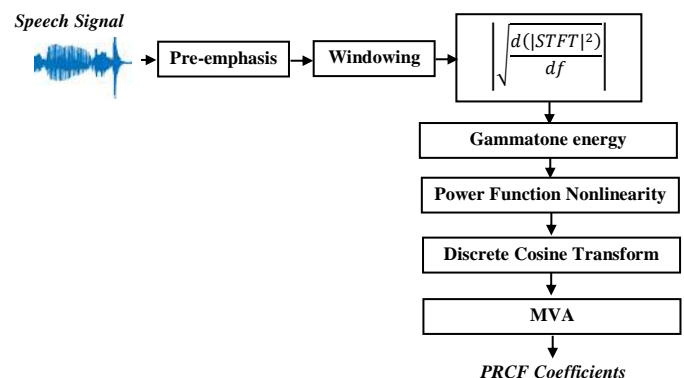 Speech Signal
Pre-emphasis
Windowing
|√(d(|STFT|²)/df)|
Gammatone energy
Power Function Nonlinearity
Discrete Cosine Transform
MVA
PRCF Coefficients